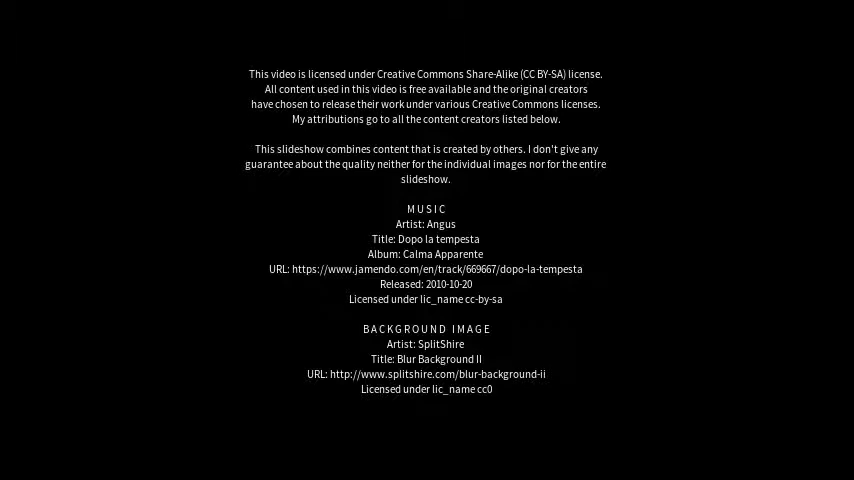 This video is licensed under Creative Commons Share-Alike (CC BY-SA) license.
All content used in this video is free available and the original creators
have chosen to release their work under various Creative Commons licenses.
My attributions go to all the content creators listed below.
This slideshow combines content that is created by others. I don't give any
guarantee about the quality neither for the individual images nor for the entire
slideshow.
MUSIC
Artist: Angus
Title: Dopo la tempesta
Album: Calma Apparente
URL: https://www.jamendo.com/en/track/669667/dopo-la-tempesta
Released: 2010-10-20
Licensed under lic_name cc-by-sa
BACKGROUND IMAGE
Artist: SplitShire
Title: Blur Background II
URL: http://www.splitshire.com/blur-background-ii
Licensed under lic_name cc0